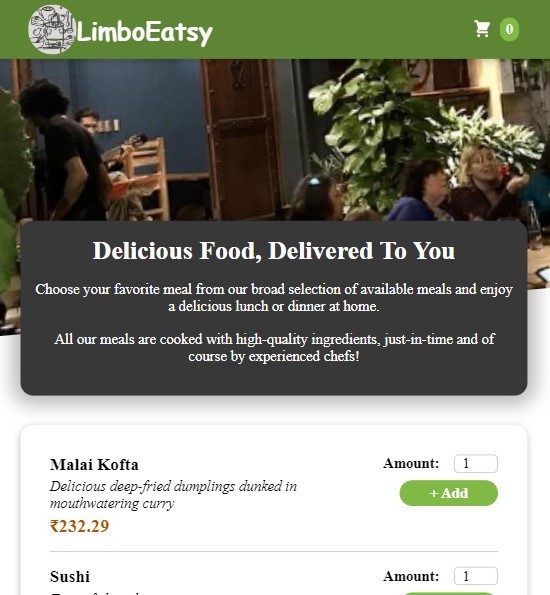 LimboEatsy
0
Delicious Food, Delivered To You
Choose your favorite meal from our broad selection of available meals and enjoy
a delicious lunch or dinner at home.
All our meals are cooked with high-quality ingredients, just-in-time and of
course by experienced chefs!
Malai Kofta
Amount: 1
Delicious deep-fried dumplings dunked in
mouthwatering curry
+ Add
₹232.29
Sushi
Amount: 1